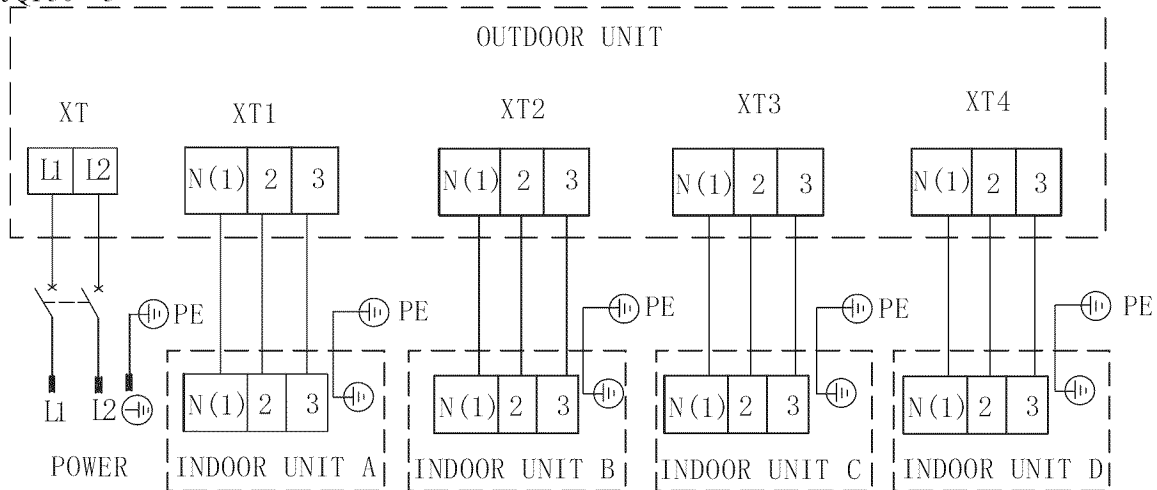 OUTDOOR UNIT
XT XT1 XT2 XT3 XT4
L1 L2 N(1) 2 3 N(1) 2 3 N(1) 2 3 N(1) 2 3
PE PE PE PE PE
N(1) 2 3 N(1) 2 3 N(1) 2 3 N(1) 2 3
L1 L2
POWER INDOOR UNIT A INDOOR UNIT B INDOOR UNIT C INDOOR UNIT D